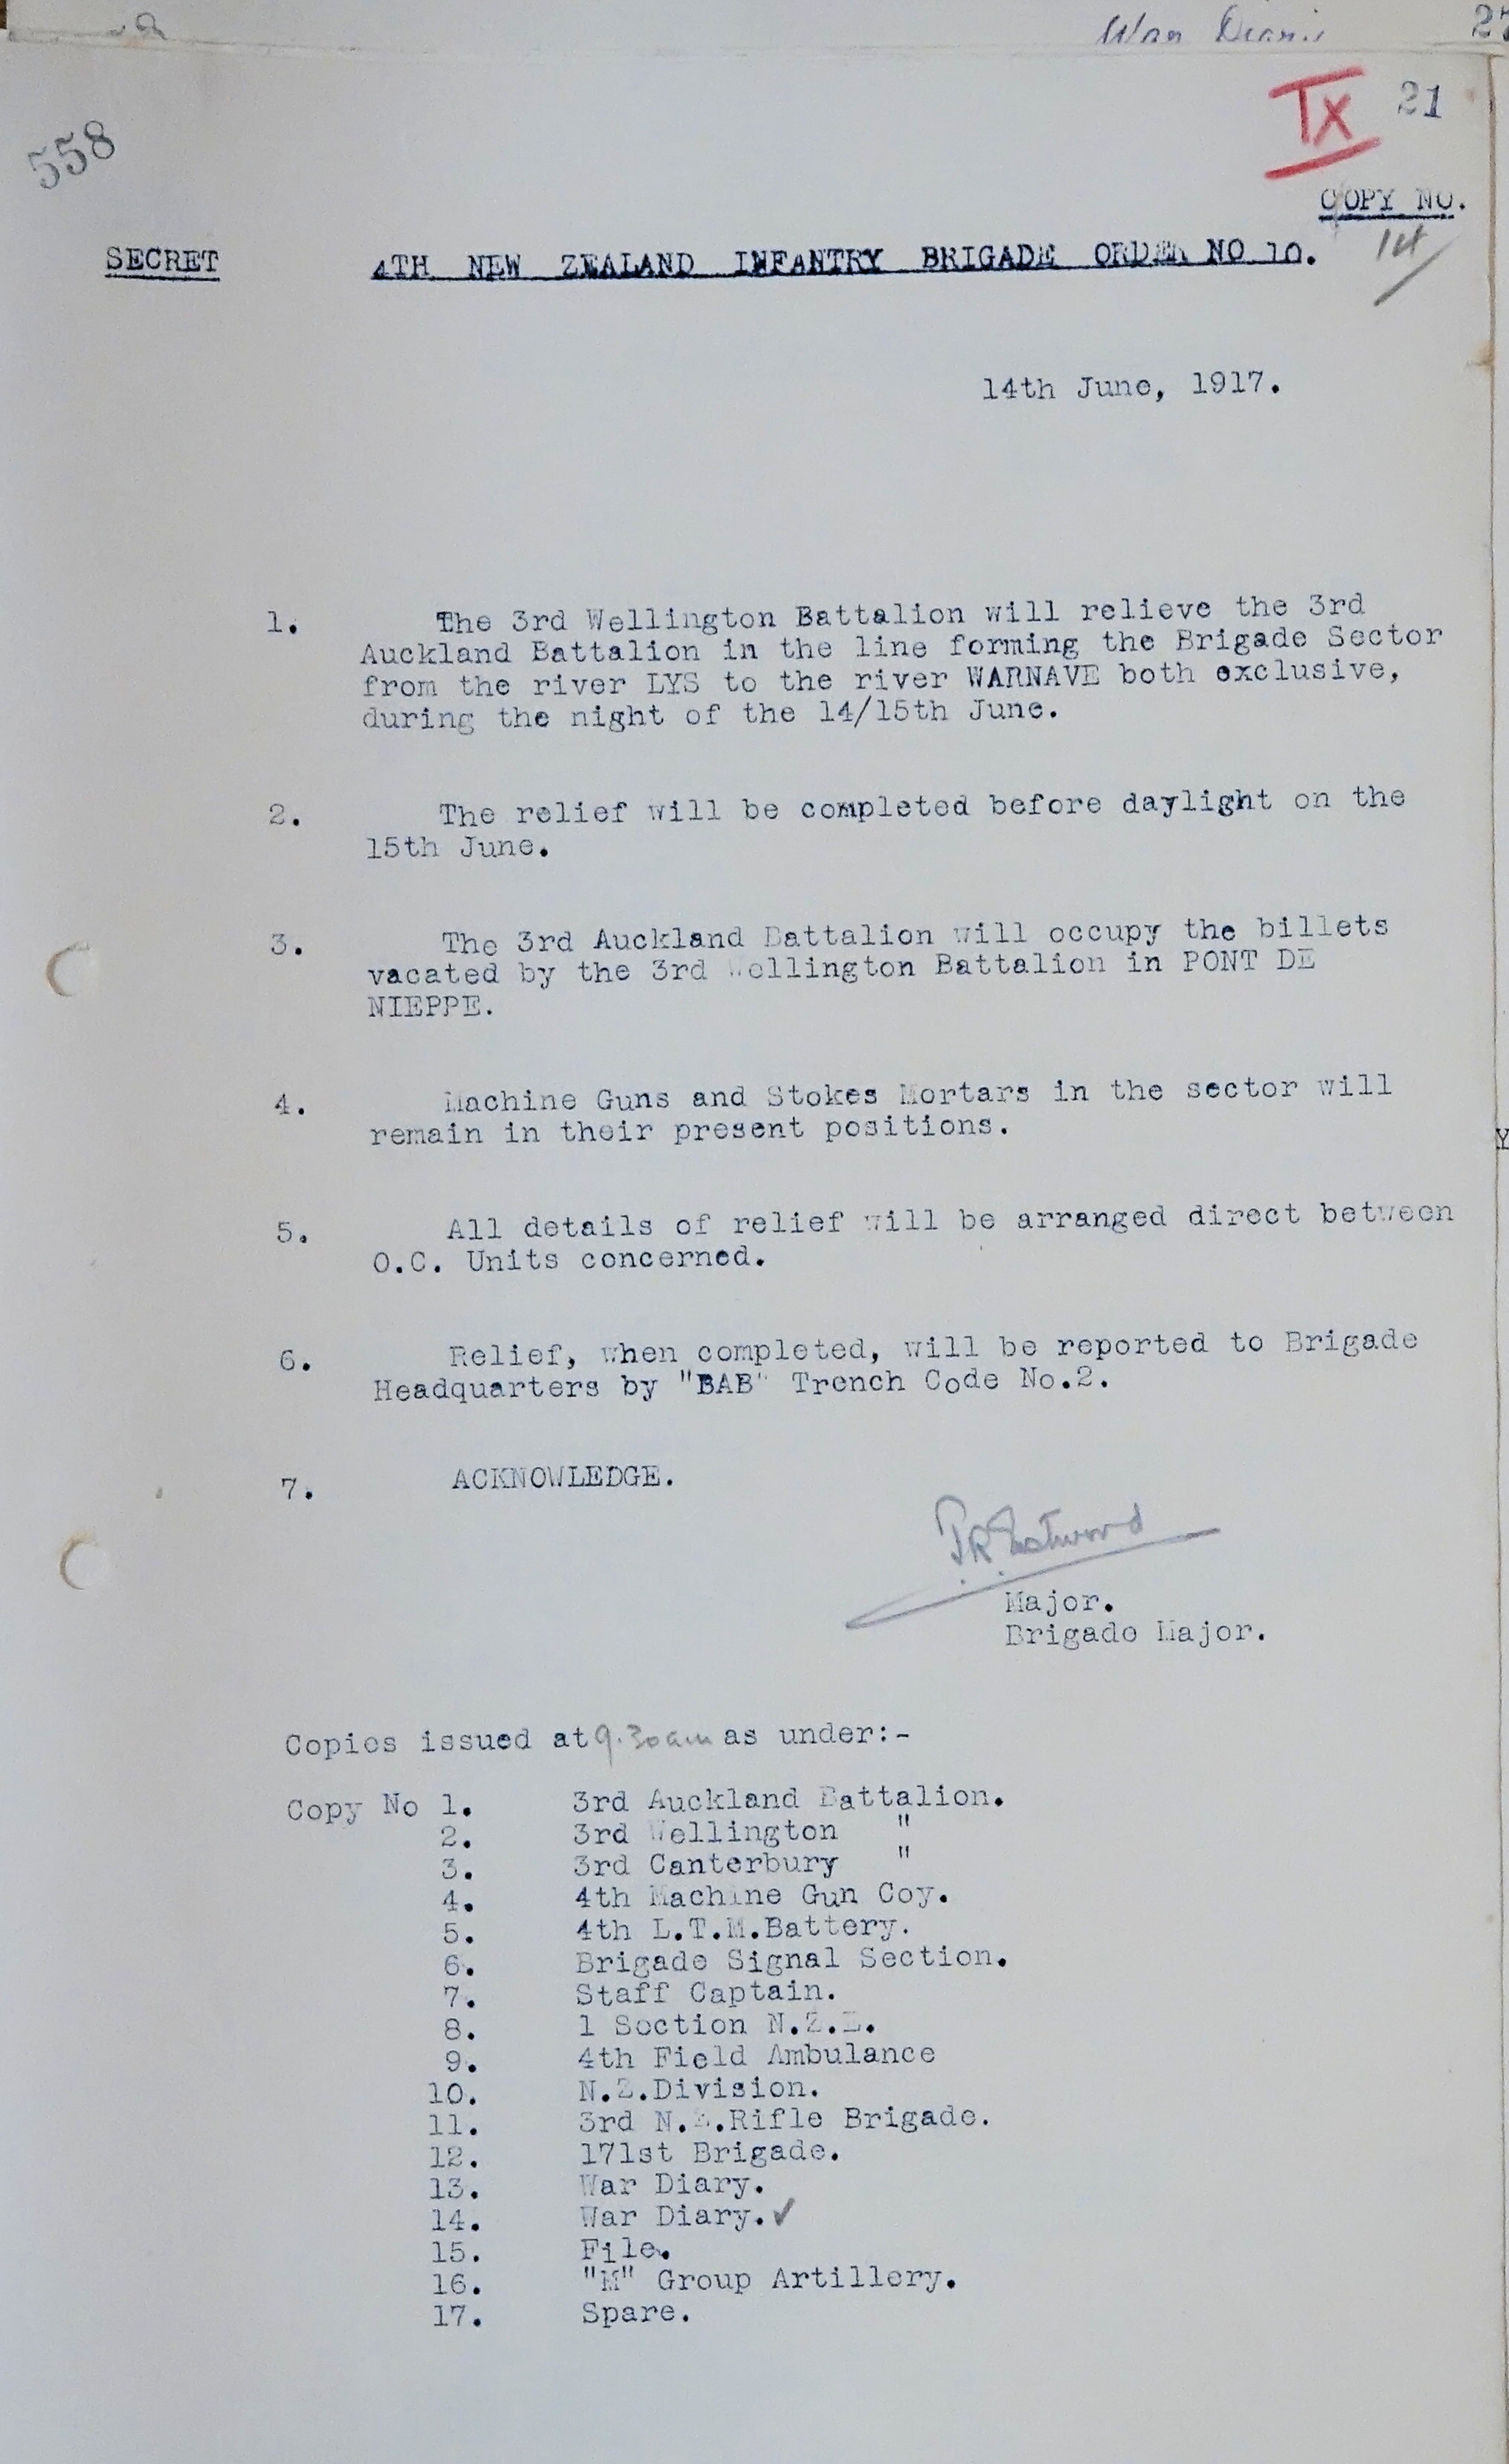 War Diaris
27
IX
21
558
COPY NO.
14
SECRET 4TH NEW ZEALAND INFANTRY BRIGADE ORDER NO 10.
14th June, 1917.
1. The 3rd Wellington Battalion will relieve the 3rd
Auckland Battalion in the line forming the Brigade Sector
from the river LYS to the river WARNAVE both exclusive,
during the night of the 14/15th June.
2. The relief will be completed before daylight on the
15th June.
3. The 3rd Auckland Battalion will occupy the billets
vacated by the 3rd Wellington Battalion in PONT DE
NIEPPE.
4. Machine Guns and Stokes Mortars in the sector will
remain in their present positions.
5. All details of relief will be arranged direct between
O.C. Units concerned.
6. Relief, when completed, will be reported to Brigade
Headquarters by "BAB" Trench Code No.2.
7. ACKNOWLEDGE.
T R Eastwood
Major.
Brigade Major.
Copies issued at 9.30am as under:-
Copy No 1. 3rd Auckland Battalion.
2. 3rd Wellington "
3. 3rd Canterbury "
4. 4th Machine Gun Coy.
5. 4th L.T.M.Battery.
6. Brigade Signal Section.
7. Staff Captain.
8. 1 Section N.Z.E.
9. 4th Field Ambulance
10. N.Z.Division.
11. 3rd N.Z.Rifle Brigade.
12. 171st Brigade.
13. War Diary.
14. War Diary.✓
15. File.
16. "M" Group Artillery.
17. Spare.